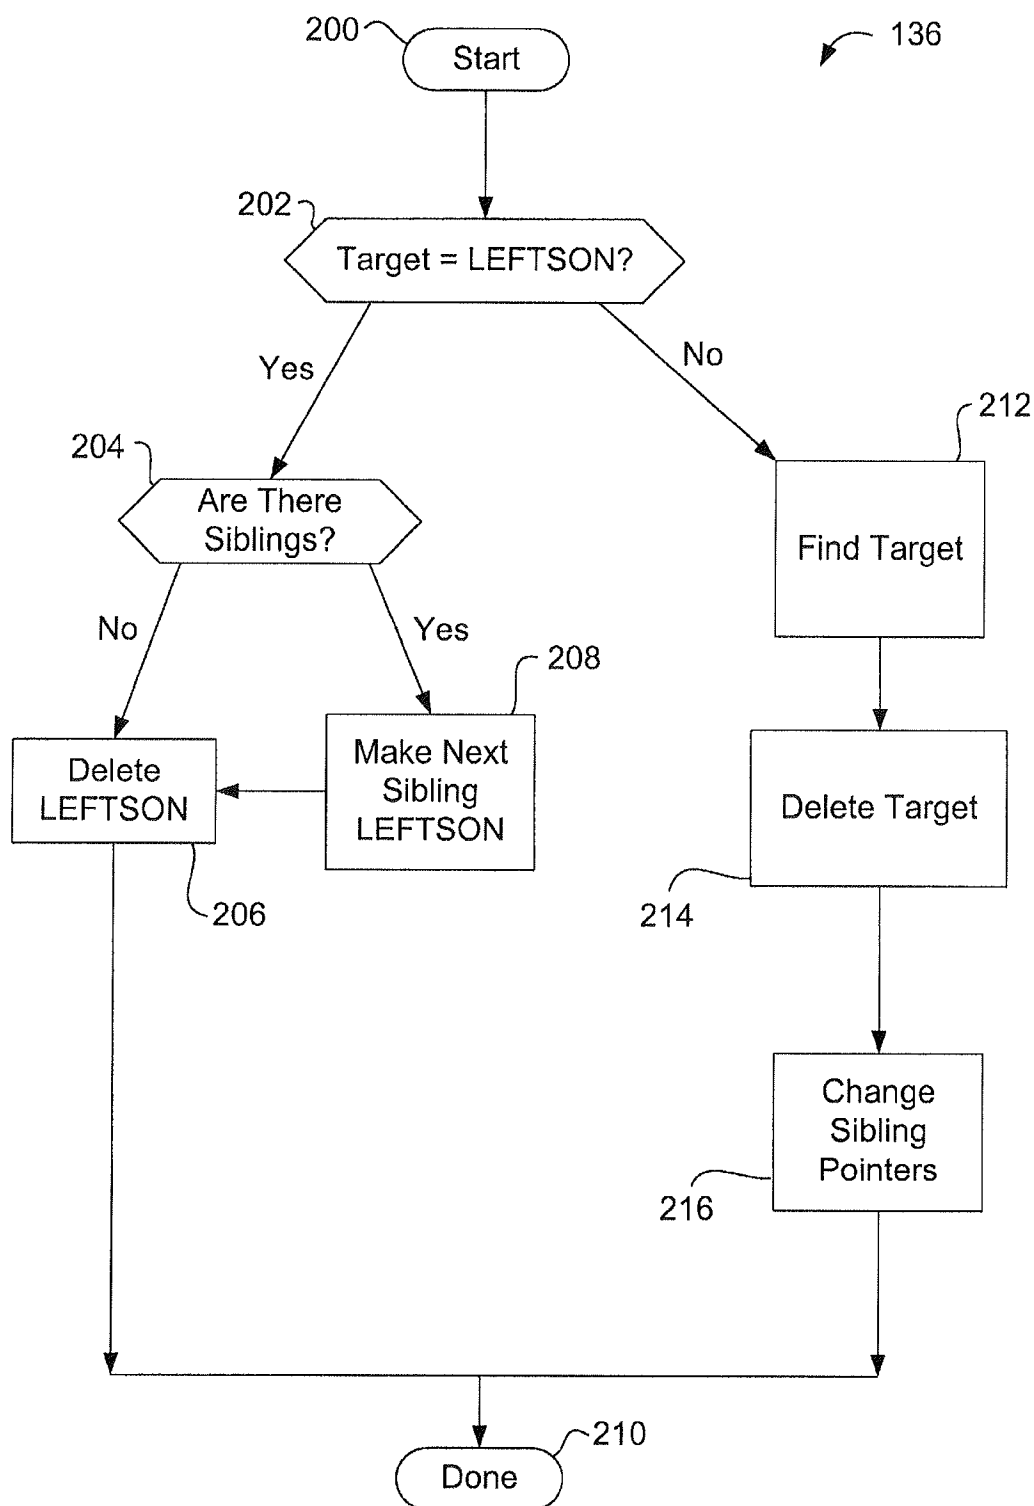 200
Start
136
202
Target = LEFTSON?
Yes
No
204
Are There
Siblings?
212
Find Target
No
Yes
208
Delete
LEFTSON
206
Make Next
Sibling
LEFTSON
Delete Target
214
Change
Sibling
Pointers
216
210
Done